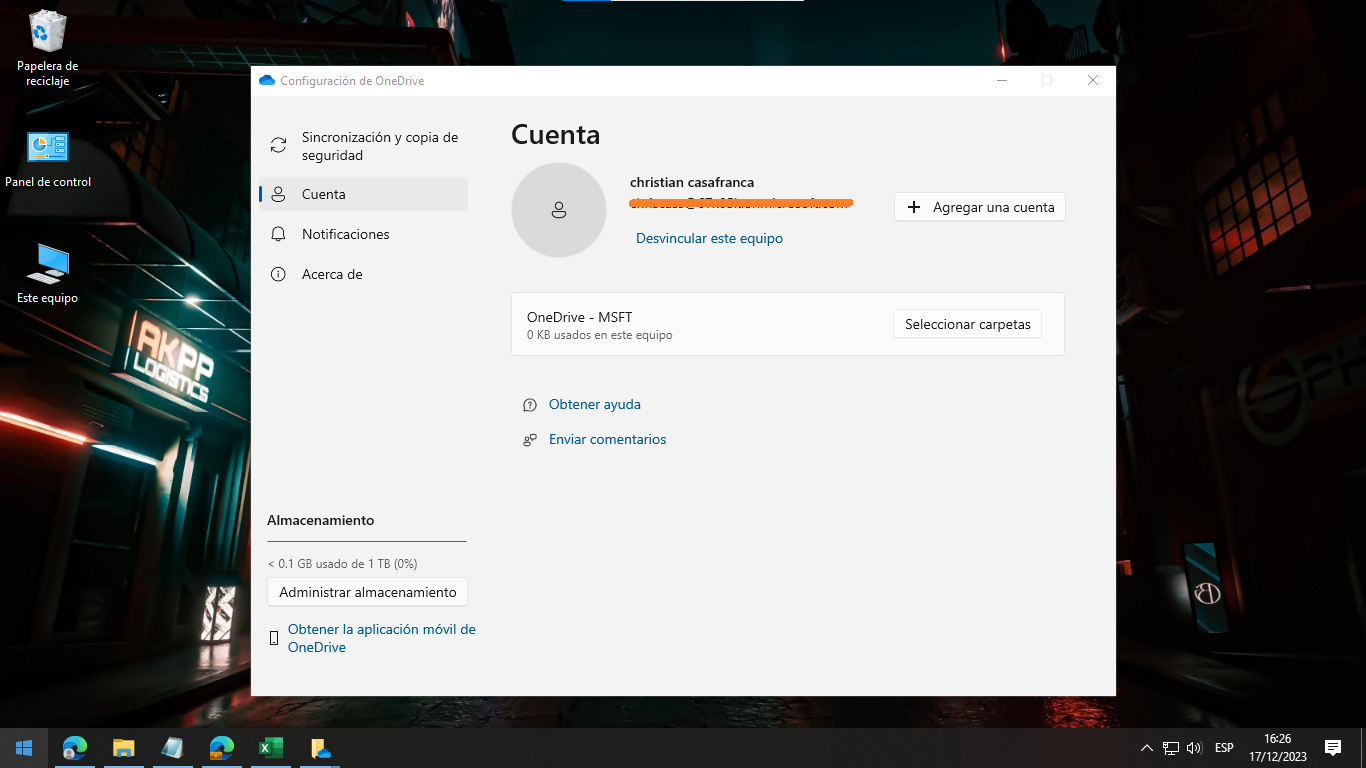 Papelera de
reciclaje
Panel de control
Este equipo
AKPP
LOGISTICS
Configuración de OneDrive
Sincronización y copia de
seguridad
Cuenta
Notificaciones
Acerca de
Almacenamiento
< 0.1 GB usado de 1 TB (0%)
Administrar almacenamiento
Obtener la aplicación móvil de
OneDrive
Cuenta
christian casafranca
Desvincular este equipo
Agregar una cuenta
OneDrive - MSFT
0 KB usados en este equipo
Seleccionar carpetas
Obtener ayuda
Enviar comentarios
ESP
16:26
17/12/2023